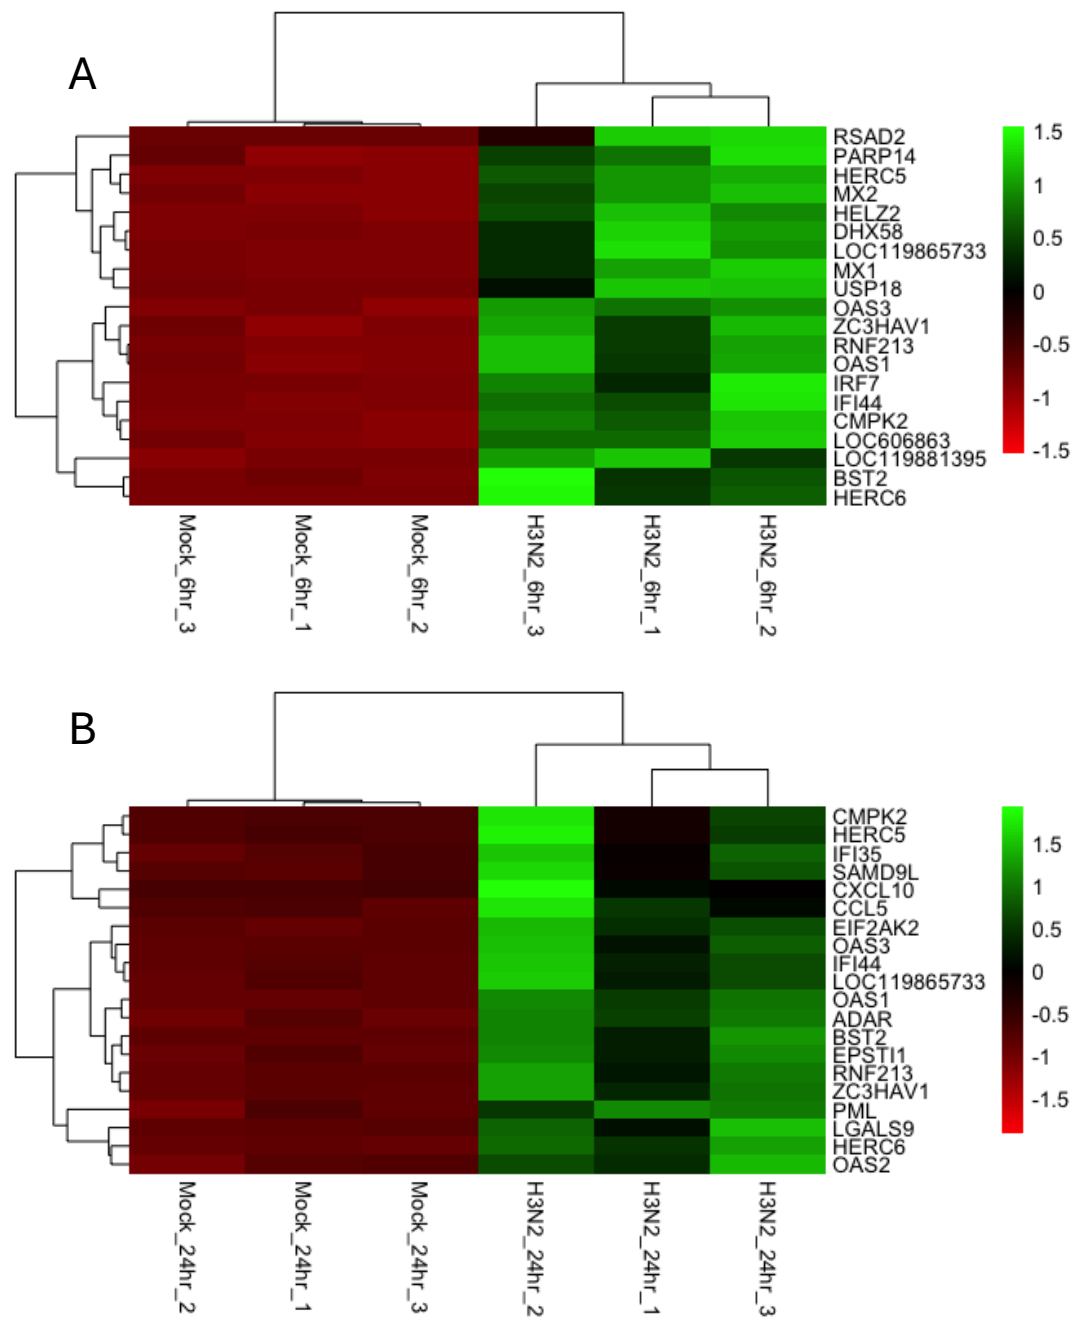 A
RSAD2
PARP14
HERC5
MX2
HELZ2
DHX58
LOC119865733
MX1
USP18
OAS3
ZC3HAV1
RNF213
OAS1
IRF7
IFI44
CMPK2
LOC606863
LOC119881395
BST2
HERC6
1.5
1
0.5
0
-0.5
-1
-1.5
Mock_6hr_3
Mock_6hr_1
Mock_6hr_2
H3N2_6hr_3
H3N2_6hr_1
H3N2_6hr_2
B
CMPK2
HERC5
IFI35
SAMD9L
CXCL10
CCL5
EIF2AK2
OAS3
IFI44
LOC119865733
OAS1
ADAR
BST2
EPSTI1
RNF213
ZC3HAV1
PML
LGALS9
HERC6
OAS2
1.5
1
0.5
0
-0.5
-1
-1.5
Mock_24hr_2
Mock_24hr_1
Mock_24hr_3
H3N2_24hr_2
H3N2_24hr_1
H3N2_24hr_3